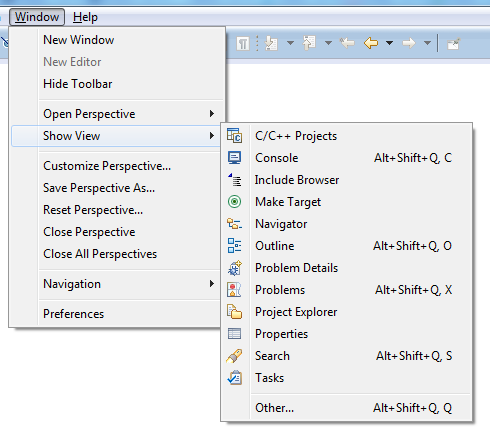 Window Help
New Window
New Editor
Hide Toolbar
Open Perspective
Show View
Customize Perspective...
Save Perspective As...
Reset Perspective...
Close Perspective
Close All Perspectives
Navigation
Preferences
C/C++ Projects
Console Alt+Shift+Q, C
Include Browser
Make Target
Navigator
Outline Alt+Shift+Q, O
Problem Details
Problems Alt+Shift+Q, X
Project Explorer
Properties
Search Alt+Shift+Q, S
Tasks
Other... Alt+Shift+Q, Q